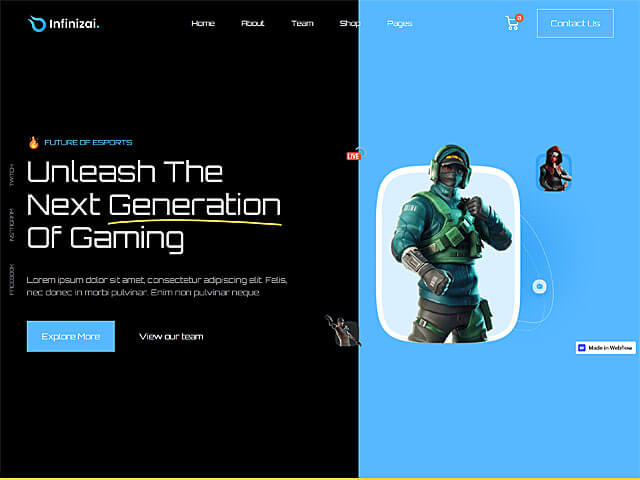 Infinizai.
Home
About
Team
Shop
Pages
Contact Us
FUTURE OF ESPORTS
Unleash The
Next Generation
Of Gaming
TWITCH
INSTAGRAM
FACEBOOK
LIVE
Lorem ipsum dolor sit amet, consectetur adipiscing elit. Felis,
nec donec in morbi pulvinar. Enim non pulvinar neque
Explore More
View our team
Made in Webflow